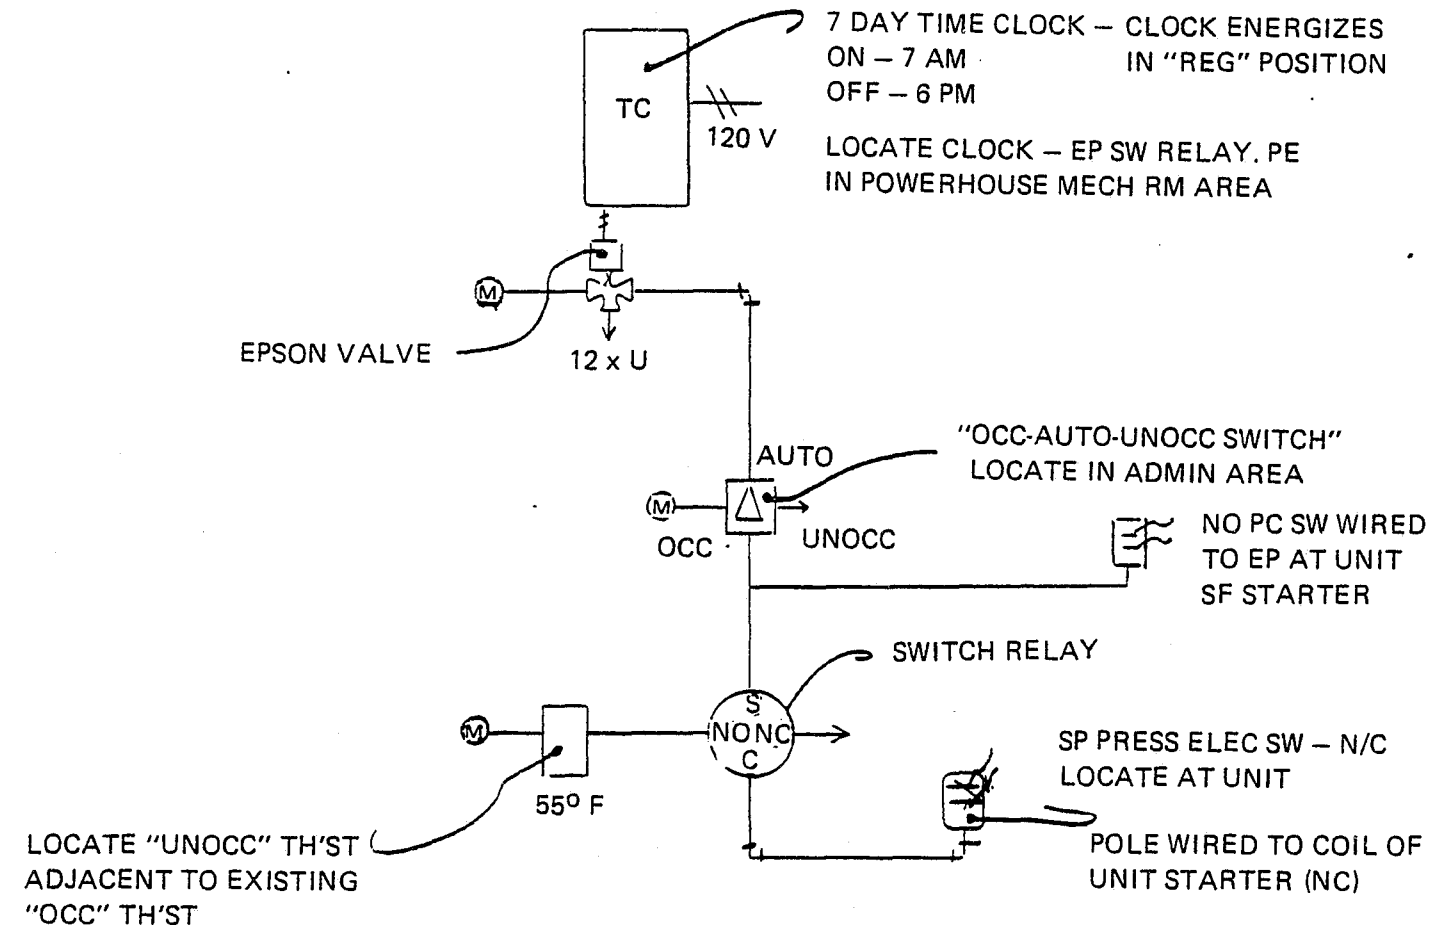 7 DAY TIME CLOCK – CLOCK ENERGIZES
ON – 7 AM IN "REG" POSITION
OFF – 6 PM
TC
120 V
LOCATE CLOCK – EP SW RELAY. PE
IN POWERHOUSE MECH RM AREA
M
EPSON VALVE
12 x U
"OCC-AUTO-UNOCC SWITCH"
LOCATE IN ADMIN AREA
AUTO
M
OCC
UNOCC
NO PC SW WIRED
TO EP AT UNIT
SF STARTER
SWITCH RELAY
S
NO NC
C
M
55º F
SP PRESS ELEC SW – N/C
LOCATE AT UNIT
POLE WIRED TO COIL OF
UNIT STARTER (NC)
LOCATE "UNOCC" TH'ST
ADJACENT TO EXISTING
"OCC" TH'ST